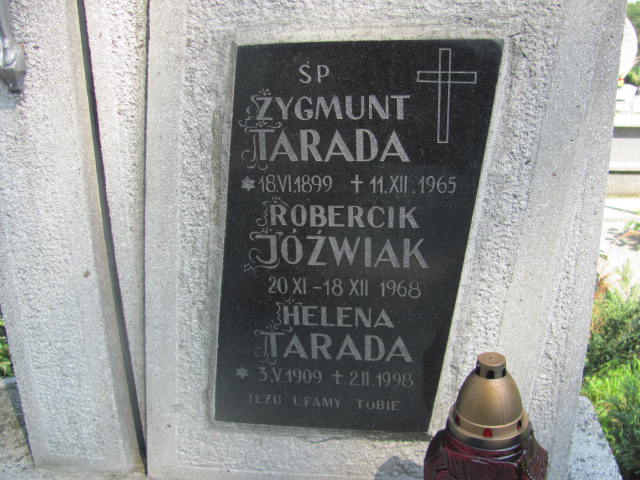 ŚP
ZYGMUNT
TARADA
* 18.VI.1899 + 11.XII.1965
ROBERCIK
JÓŹWIAK
20 XI - 18 XII 1968
HELENA
TARADA
* 3.V.1909 + 2.II.1998
JEZU UFAMY TOBIE